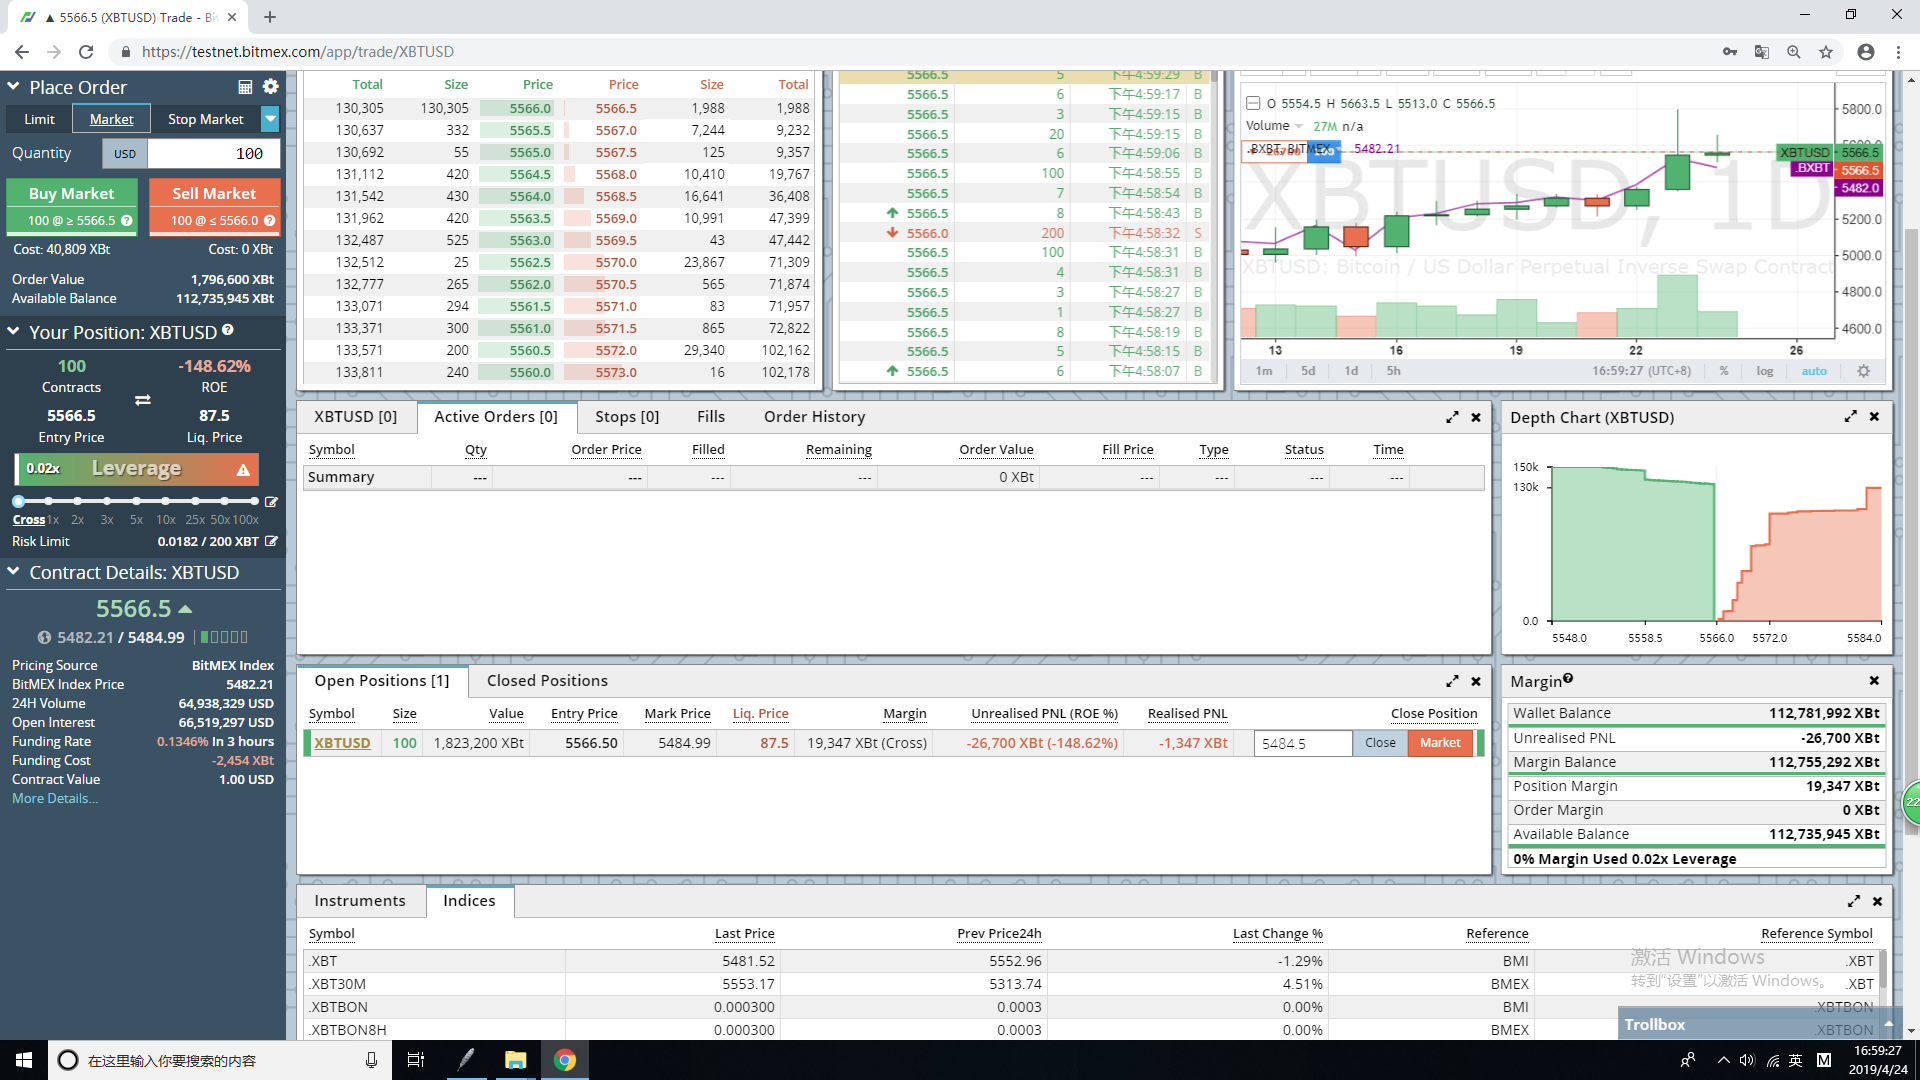 ▲ 5566.5 (XBTUSD) Trade - Bi
https://testnet.bitmex.com/app/trade/XBTUSD
Place Order
Limit Market Stop Market
Quantity USD 100
Buy Market Sell Market
100 @ ≥ 5566.5 100 @ ≤ 5566.0
Cost: 40,809 XBt Cost: 0 XBt
Order Value 1,796,600 XBt
Available Balance 112,735,945 XBt
Your Position: XBTUSD
100 -148.62%
Contracts ROE
5566.5 87.5
Entry Price Liq. Price
0.02x Leverage
Cross 1x 2x 3x 5x 10x 25x 50x 100x
Risk Limit 0.0182 / 200 XBT
Contract Details: XBTUSD
5566.5
5482.21 / 5484.99
Pricing Source BitMEX Index
BitMEX Index Price 5482.21
24H Volume 64,938,329 USD
Open Interest 66,519,297 USD
Funding Rate 0.1346% In 3 hours
Funding Cost -2,454 XBt
Contract Value 1.00 USD
More Details...
Total Size Price Price Size Total
130,305 130,305 5566.0 5566.5 1,988 1,988
130,637 332 5565.5 5567.0 7,244 9,232
130,692 55 5565.0 5567.5 125 9,357
131,112 420 5564.5 5568.0 10,410 19,767
131,542 430 5564.0 5568.5 16,641 36,408
131,962 420 5563.5 5569.0 10,991 47,399
132,487 525 5563.0 5569.5 43 47,442
132,512 25 5562.5 5570.0 23,867 71,309
132,777 265 5562.0 5570.5 565 71,874
133,071 294 5561.5 5571.0 83 71,957
133,371 300 5561.0 5571.5 865 72,822
133,571 200 5560.5 5572.0 29,340 102,162
133,811 240 5560.0 5573.0 16 102,178
5566.5 5 下午4:59:29 B
5566.5 6 下午4:59:17 B
5566.5 3 下午4:59:15 B
5566.5 20 下午4:59:15 B
5566.5 6 下午4:59:06 B
5566.5 100 下午4:58:55 B
5566.5 7 下午4:58:54 B
5566.5 8 下午4:58:43 B
5566.0 200 下午4:58:32 S
5566.5 100 下午4:58:31 B
5566.5 4 下午4:58:31 B
5566.5 3 下午4:58:27 B
5566.5 1 下午4:58:27 B
5566.5 8 下午4:58:19 B
5566.5 5 下午4:58:15 B
5566.5 6 下午4:58:07 B
O 5554.5 H 5663.5 L 5513.0 C 5566.5
Volume 27M n/a
.BXBT, BITMEX 5482.21
XBTUSD, 1D
XBTUSD: Bitcoin / US Dollar Perpetual Inverse Swap Contract
5800.0
XBTUSD 5566.5
5566.5
.BXBT 5482.0
5200.0
5000.0
4800.0
4600.0
13 16 19 22 26
1m 5d 1d 5h 16:59:27 (UTC+8) % log auto
XBTUSD [0] Active Orders [0] Stops [0] Fills Order History
Symbol Qty Order Price Filled Remaining Order Value Fill Price Type Status Time
Summary --- --- --- --- 0 XBt --- --- --- ---
Depth Chart (XBTUSD)
150k
130k
0.0
5548.0 5558.5 5566.0 5572.0 5584.0
Open Positions [1] Closed Positions
Symbol Size Value Entry Price Mark Price Liq. Price Margin Unrealised PNL (ROE %) Realised PNL Close Position
XBTUSD 100 1,823,200 XBt 5566.50 5484.99 87.5 19,347 XBt (Cross) -26,700 XBt (-148.62%) -1,347 XBt 5484.5 Close Market
Margin
Wallet Balance 112,781,992 XBt
Unrealised PNL -26,700 XBt
Margin Balance 112,755,292 XBt
Position Margin 19,347 XBt
Order Margin 0 XBt
Available Balance 112,735,945 XBt
0% Margin Used 0.02x Leverage
22
Instruments Indices
Symbol Last Price Prev Price24h Last Change % Reference Reference Symbol
.XBT 5481.52 5552.96 -1.29% BMI .XBT
.XBT30M 5553.17 5313.74 4.51% BMEX .XBT
.XBTBON 0.000300 0.0003 0.00% BMI .XBTBON
.XBTBON8H 0.000300 0.0003 0.00% BMEX .XBTBON
激活 Windows
转到"设置"以激活 Windows。
Trollbox
在这里输入你要搜索的内容
英 M
16:59:27
2019/4/24